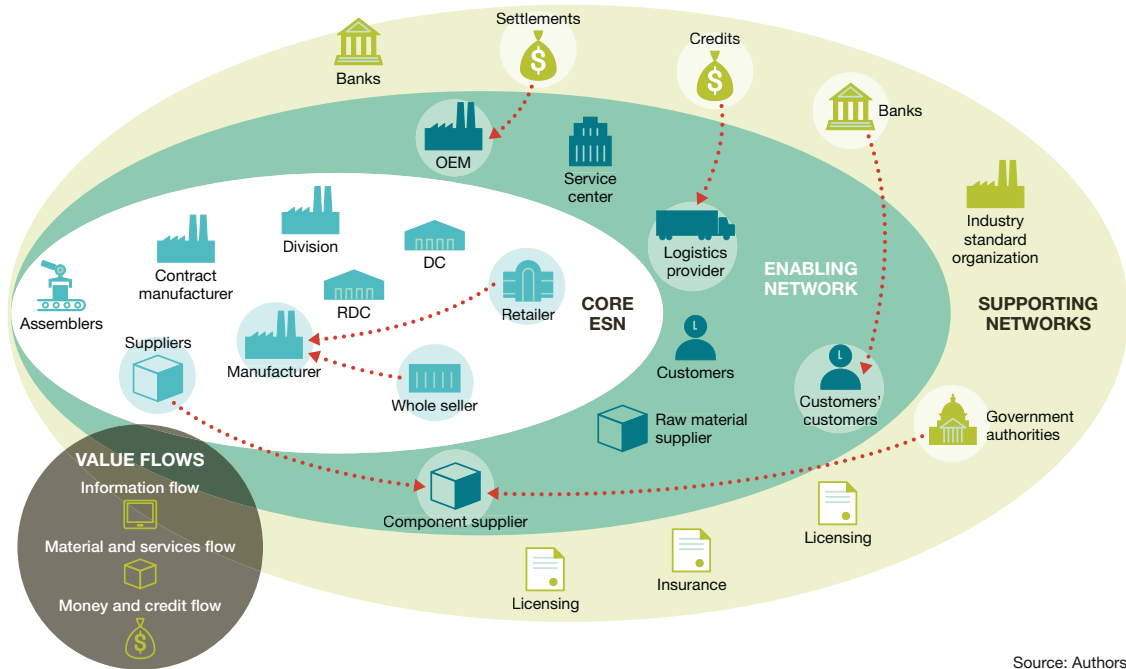 Settlements
$
Credits
$
Banks
Banks
OEM
Service
center
Industry
standard
organization
Division
DC
Contract
manufacturer
Logistics
provider
ENABLING
NETWORK
Assemblers
RDC
Retailer
CORE
ESN
SUPPORTING
NETWORKS
Suppliers
Manufacturer
L
Customers
L
Whole seller
Customers'
customers
Raw material
supplier
Government
authorities
VALUE FLOWS
Information flow
Material and services flow
Money and credit flow
$
Component supplier
Licensing
Insurance
Licensing
Source: Authors